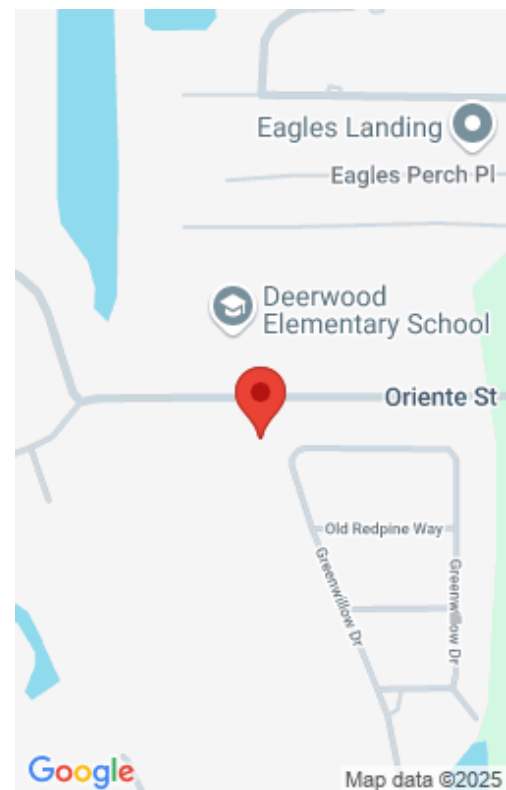 Eagles Landing
Eagles Perch Pl
Deerwood
Elementary School
Oriente St
Old Redpine Way
Greenwillow Dr
Greenwillow Dr
Google
Map data ©2025